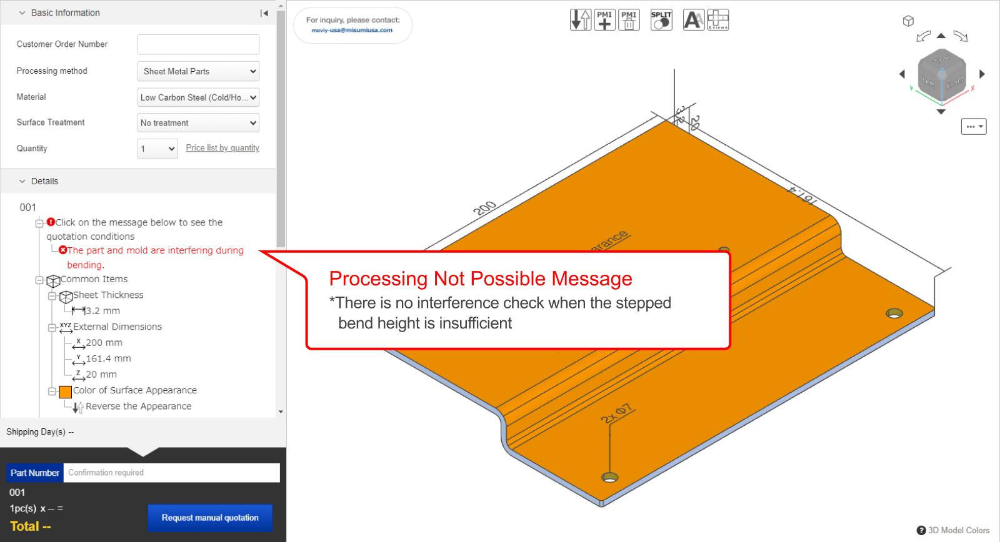 Basic Information
Customer Order Number
Processing method
Sheet Metal Parts
Material
Low Carbon Steel (Cold/Ho...
Surface Treatment
No treatment
Quantity
1
Price list by quantity
Details
001
Click on the message below to see the
quotation conditions
The part and mold are interfering during
bending.
Common Items
Sheet Thickness
3.2 mm
XYZ External Dimensions
X 200 mm
Y 161.4 mm
Z 20 mm
Color of Surface Appearance
Reverse the Appearance
Shipping Day(s) --
Part Number
Confirmation required
001
1pc(s) x -- =
Total --
Request manual quotation
For inquiry, please contact:
meviy-usa@misumiusa.com
PMI
PMI
SPLIT
AA
6views
Top
Left
Front
Y
X
...
3.2
20
200
161.4
arance
Processing Not Possible Message
*There is no interference check when the stepped
bend height is insufficient
2x Φ7
? 3D Model Colors